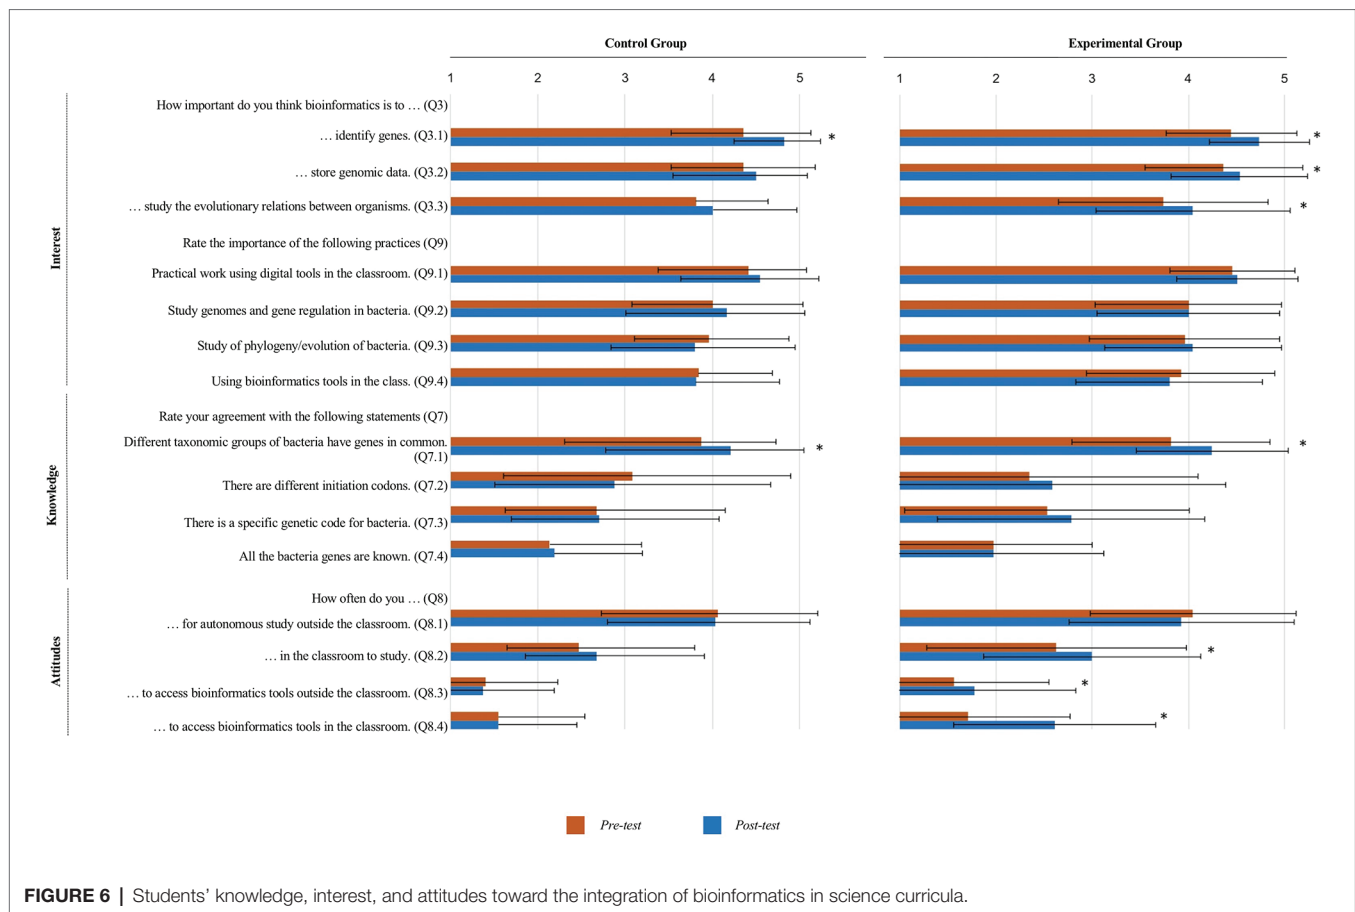 Control Group
Experimental Group
1 2 3 4 5
1 2 3 4 5
Interest
How important do you think bioinformatics is to … (Q3)
… identify genes. (Q3.1)
*
*
… store genomic data. (Q3.2)
*
… study the evolutionary relations between organisms. (Q3.3)
*
Rate the importance of the following practices (Q9)
Practical work using digital tools in the classroom. (Q9.1)
Study genomes and gene regulation in bacteria. (Q9.2)
Study of phylogeny/evolution of bacteria. (Q9.3)
Using bioinformatics tools in the class. (Q9.4)
Knowledge
Rate your agreement with the following statements (Q7)
Different taxonomic groups of bacteria have genes in common.
(Q7.1)
*
*
There are different initiation codons. (Q7.2)
There is a specific genetic code for bacteria. (Q7.3)
All the bacteria genes are known. (Q7.4)
Attitudes
How often do you … (Q8)
… for autonomous study outside the classroom. (Q8.1)
… in the classroom to study. (Q8.2)
*
… to access bioinformatics tools outside the classroom. (Q8.3)
*
… to access bioinformatics tools in the classroom. (Q8.4)
*
Pre-test
Post-test
FIGURE 6 | Students' knowledge, interest, and attitudes toward the integration of bioinformatics in science curricula.